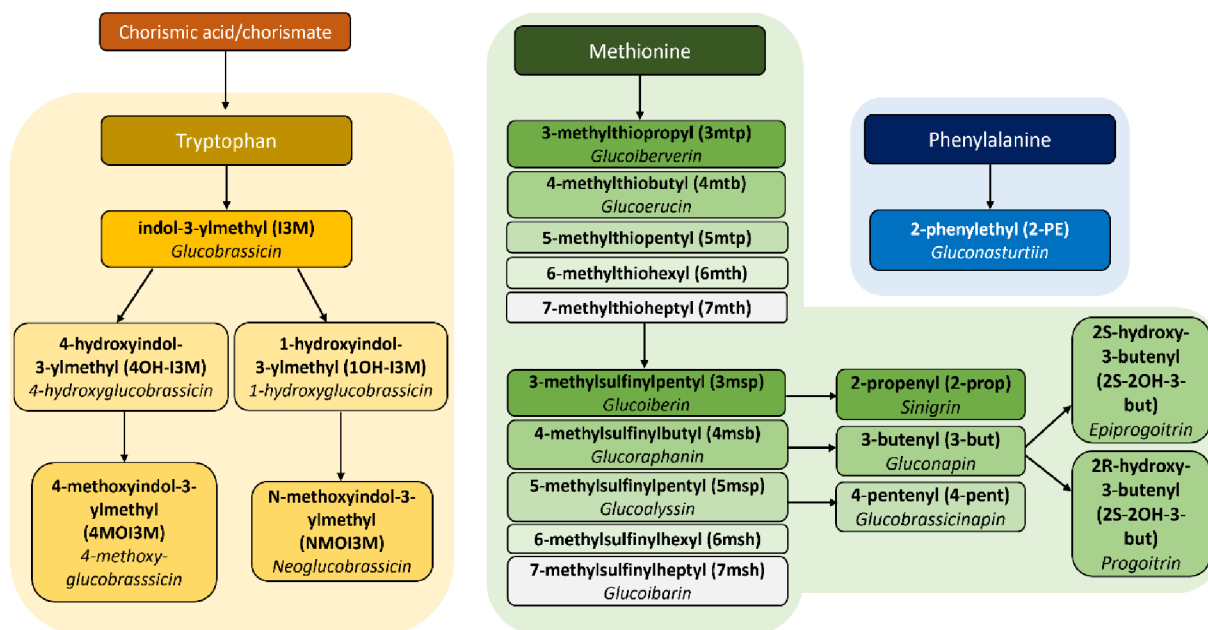 Chorismic acid/chorismate
Tryptophan
indol-3-ylmethyl (I3M)
Glucobrassicin
4-hydroxyindol-
3-ylmethyl (4OH-I3M)
4-hydroxyglucobrassicin
1-hydroxyindol-
3-ylmethyl (1OH-I3M)
1-hydroxyglucobrassicin
4-methoxyindol-3-
ylmethyl
(4MOI3M)
4-methoxy-
glucobrasssicin
N-methoxyindol-3-
ylmethyl
(NMOI3M)
Neoglucobrassicin
Methionine
3-methylthiopropyl (3mtp)
Glucoiberverin
4-methylthiobutyl (4mtb)
Glucoerucin
5-methylthiopentyl (5mtp)
6-methylthiohexyl (6mth)
7-methylthioheptyl (7mth)
3-methylsulfinylpentyl (3msp)
Glucoiberin
4-methylsulfinylbutyl (4msb)
Glucoraphanin
5-methylsulfinylpentyl (5msp)
Glucoalyssin
6-methylsulfinylhexyl (6msh)
7-methylsulfinylheptyl (7msh)
Glucoibarin
2-propenyl (2-prop)
Sinigrin
3-butenyl (3-but)
Gluconapin
4-pentenyl (4-pent)
Glucobrassicinapin
2S-hydroxy-
3-butenyl
(2S-2OH-3-
but)
Epiprogoitrin
2R-hydroxy-
3-butenyl
(2S-2OH-3-
but)
Progoitrin
Phenylalanine
2-phenylethyl (2-PE)
Gluconasturtiin